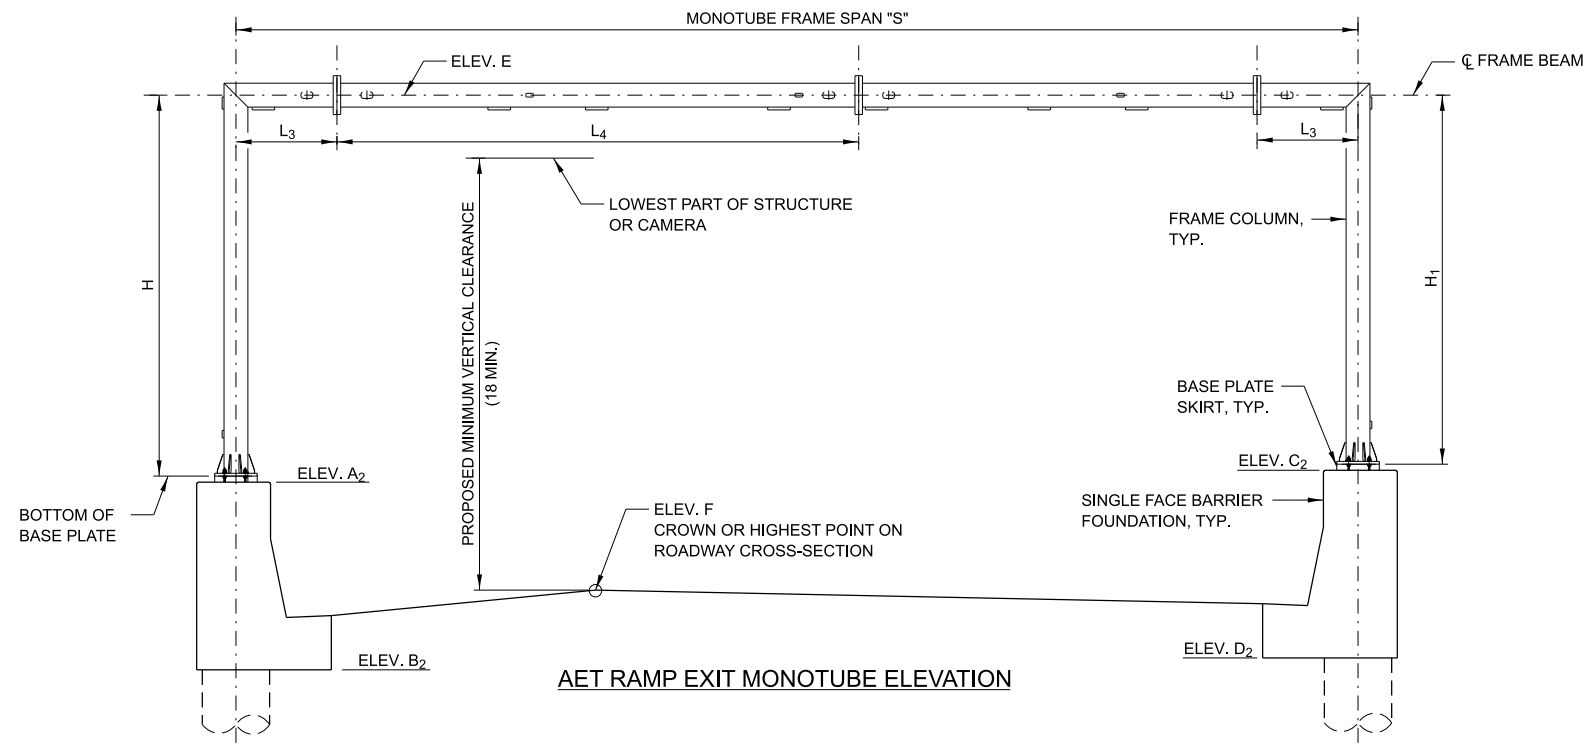 MONOTUBE FRAME SPAN "S"
ELEV. E
℄ FRAME BEAM
L3
L4
L3
LOWEST PART OF STRUCTURE
OR CAMERA
FRAME COLUMN,
TYP.
H
PROPOSED MINIMUM VERTICAL CLEARANCE
(18 MIN.)
H1
BASE PLATE
SKIRT, TYP.
ELEV. A2
ELEV. C2
BOTTOM OF
BASE PLATE
ELEV. F
CROWN OR HIGHEST POINT ON
ROADWAY CROSS-SECTION
SINGLE FACE BARRIER
FOUNDATION, TYP.
ELEV. B2
ELEV. D2
AET RAMP EXIT MONOTUBE ELEVATION